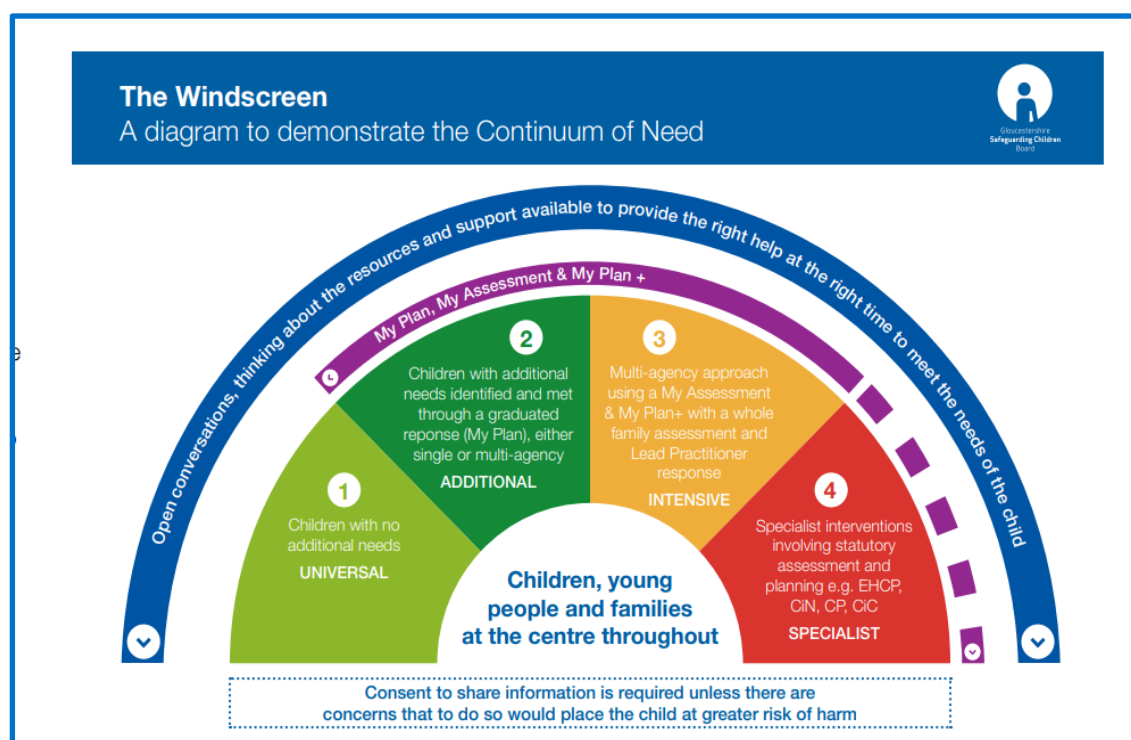 The Windscreen
A diagram to demonstrate the Continuum of Need
Gloucestershire
Safeguarding Children
Board
Open conversations, thinking about the resources and support available to provide the right help at the right time to meet the needs of the child
My Plan, My Assessment & My Plan +
1
Children with no
additional needs
UNIVERSAL
2
Children with additional
needs identified and met
through a graduated
reponse (My Plan), either
single or multi-agency
ADDITIONAL
3
Multi-agency approach
using a My Assessment
& My Plan+ with a whole
family assessment and
Lead Practitioner
response
INTENSIVE
4
Specialist interventions
involving statutory
assessment and
planning e.g. EHCP,
CiN, CP, CiC
SPECIALIST
Children, young
people and families
at the centre throughout
Consent to share information is required unless there are
concerns that to do so would place the child at greater risk of harm
e